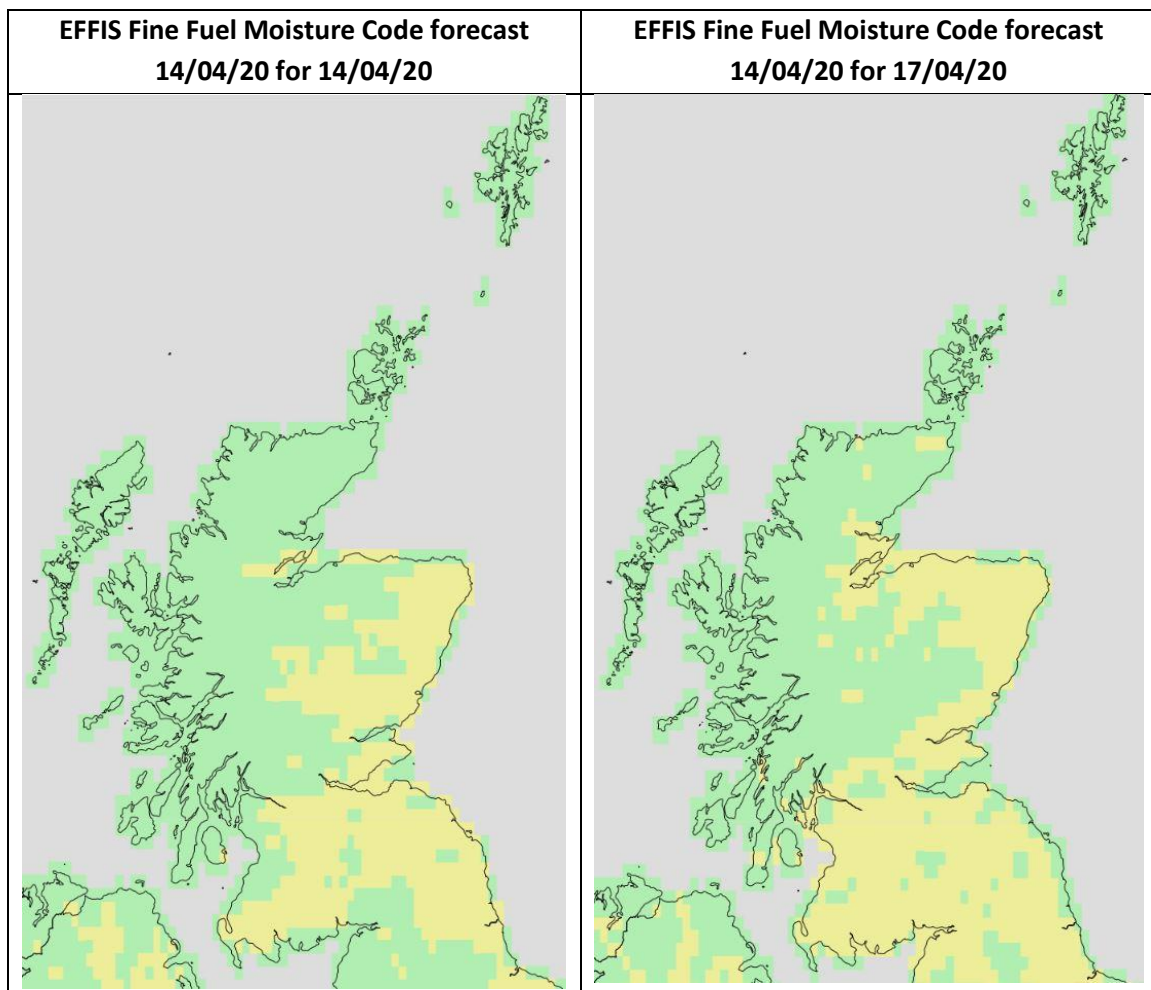 EFFIS Fine Fuel Moisture Code forecast
14/04/20 for 14/04/20
EFFIS Fine Fuel Moisture Code forecast
14/04/20 for 17/04/20